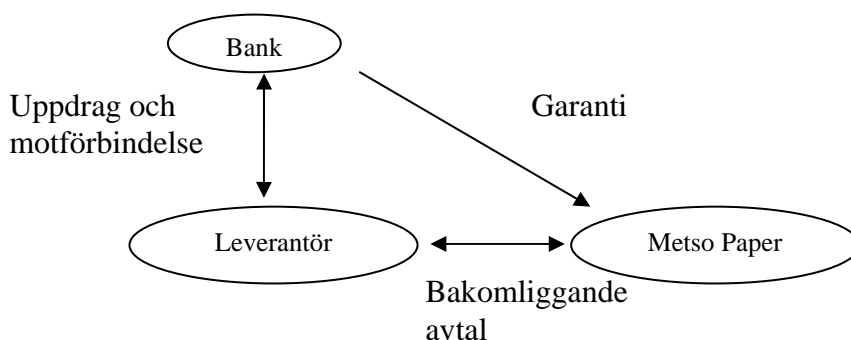 Bank
Uppdrag och
motförbindelse
Garanti
Leverantör
Metso Paper
Bakomliggande
avtal